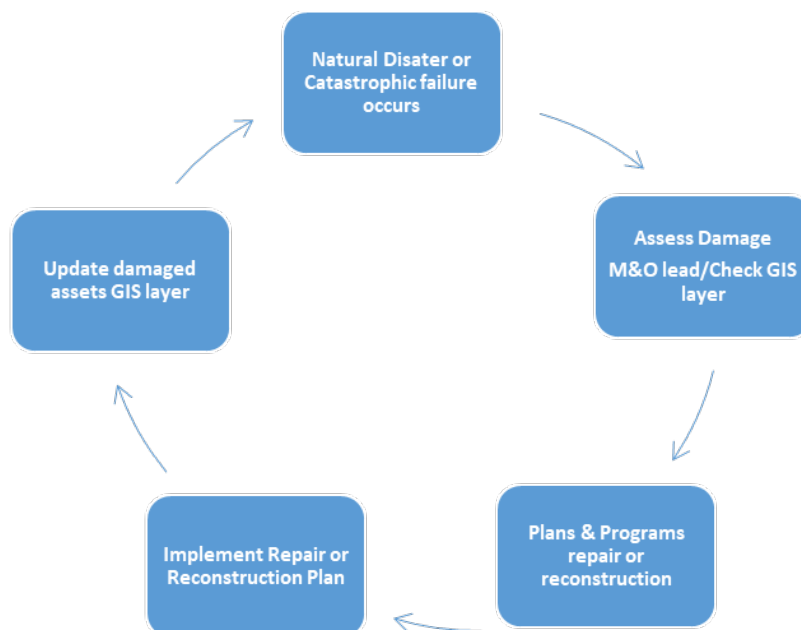 Natural Disater or
Catastrophic failure
occurs
Assess Damage
M&O lead/Check GIS
layer
Plans & Programs
repair or
reconstruction
Implement Repair or
Reconstruction Plan
Update damaged
assets GIS layer